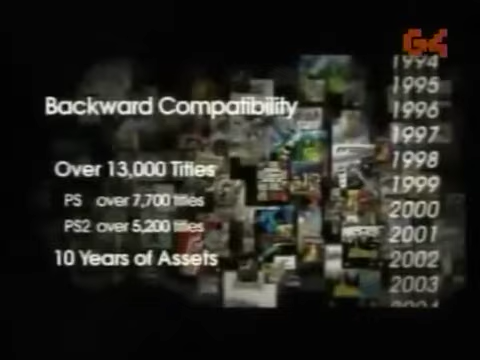 G4
1994
1995
Backward Compatibility
1996
1997
Over 13,000 Titles
1998
PS over 7,700 titles
1999
2000
PS2 over 5,200 titles
2001
10 Years of Assets
2002
2003
2004